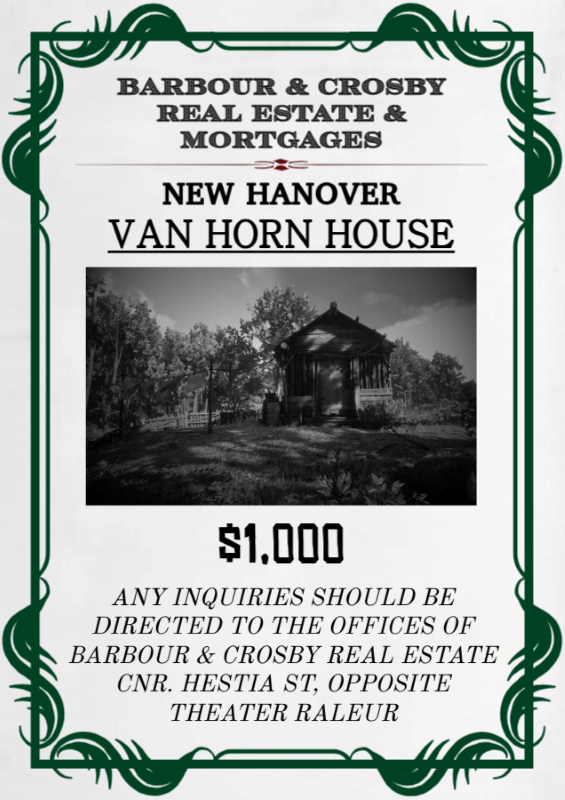 BARBOUR & CROSBY
REAL ESTATE &
MORTGAGES
NEW HANOVER
VAN HORN HOUSE
$1,000
ANY INQUIRIES SHOULD BE
DIRECTED TO THE OFFICES OF
BARBOUR & CROSBY REAL ESTATE
CNR. HESTIA ST, OPPOSITE
THEATER RALEUR